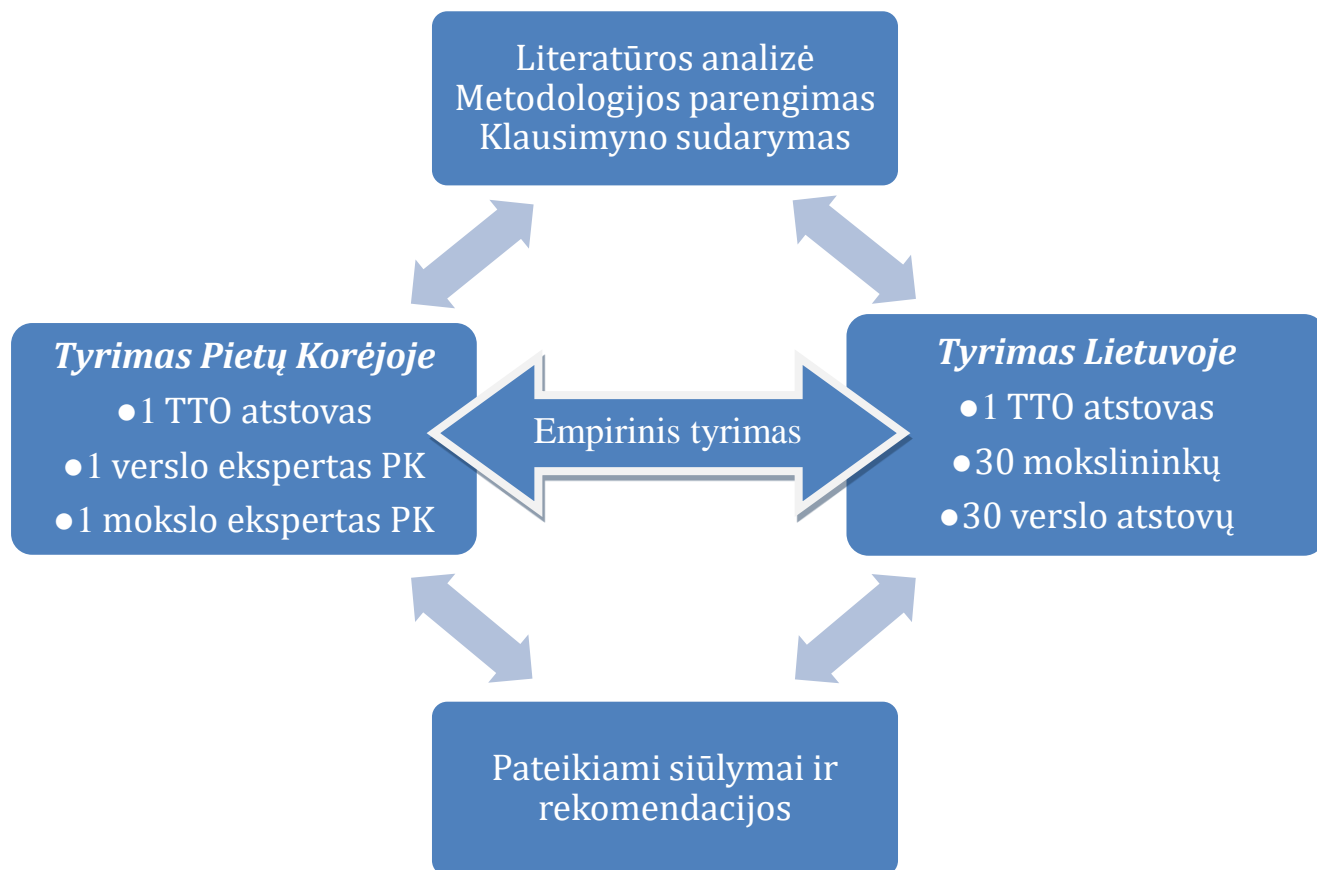 Literatūros analizė
Metodologijos parengimas
Klausimyno sudarymas
Tyrimas Pietų Korėjoje
●1 TTO atstovas
●1 verslo ekspertas PK
●1 mokslo ekspertas PK
Empirinis tyrimas
Tyrimas Lietuvoje
●1 TTO atstovas
●30 mokslininkų
●30 verslo atstovų
Pateikiami siūlymai ir
rekomendacijos